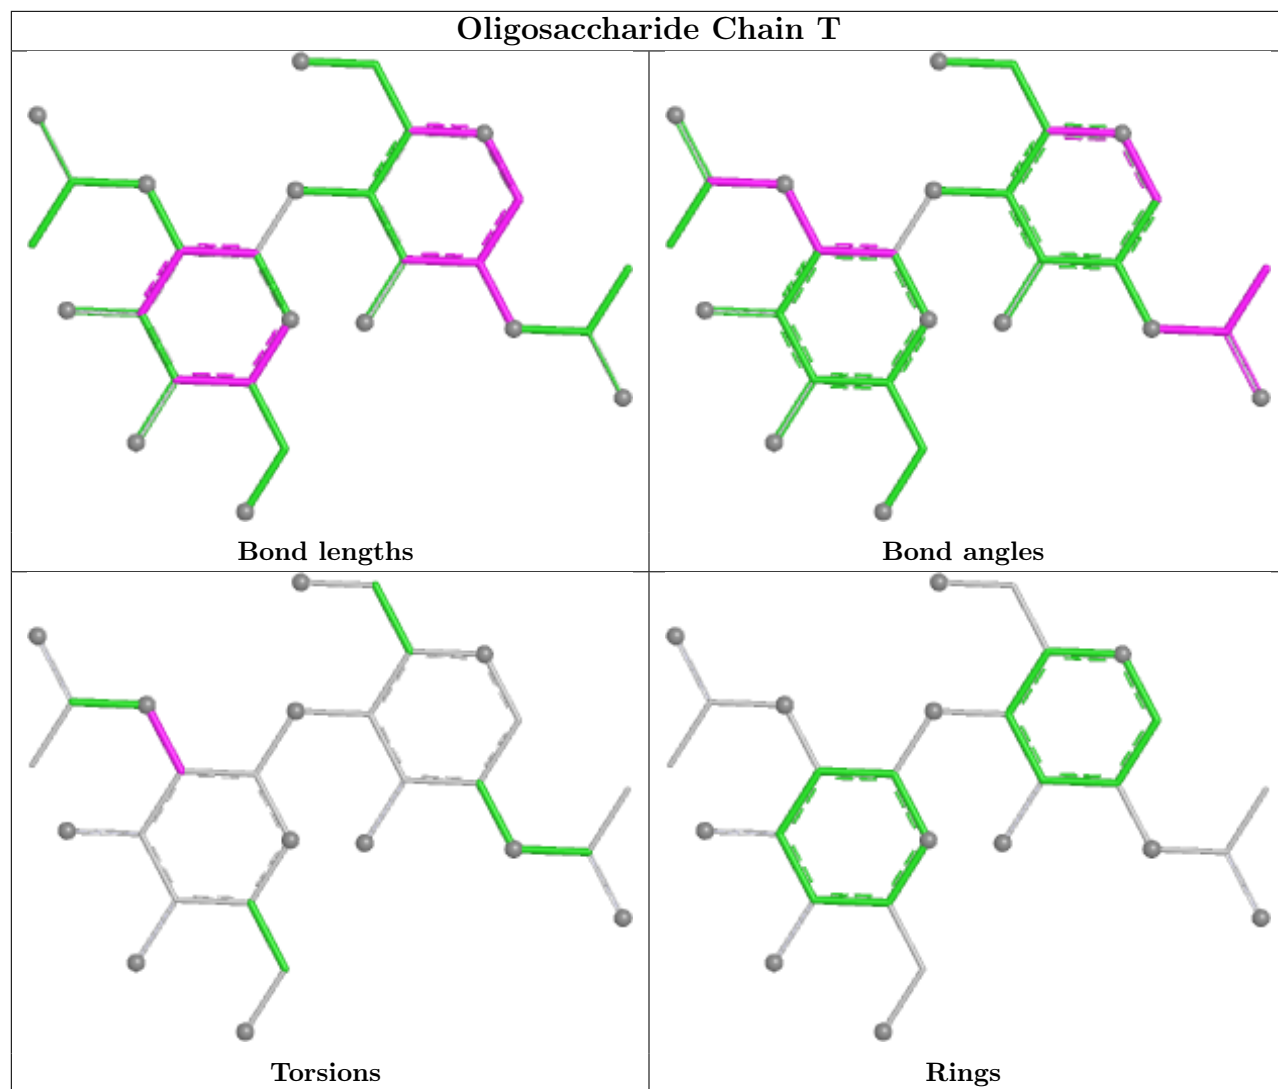 Oligosaccharide Chain T
Bond lengths
Bond angles
Torsions
Rings